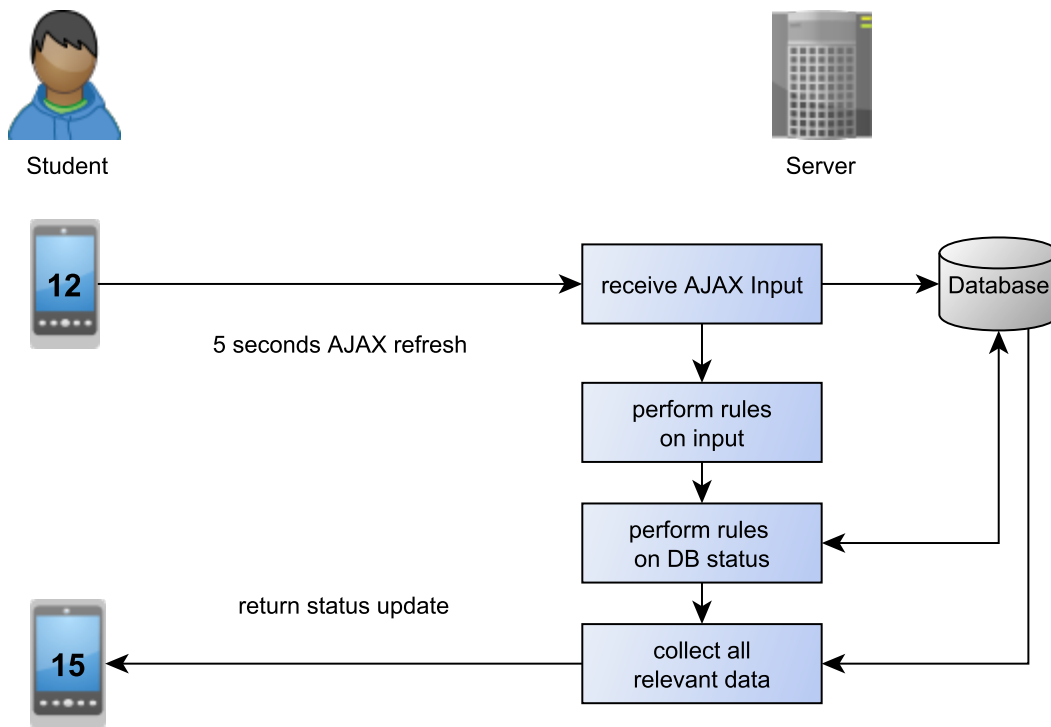 Student
Server
12
receive AJAX Input
Database
5 seconds AJAX refresh
perform rules
on input
perform rules
on DB status
return status update
15
collect all
relevant data